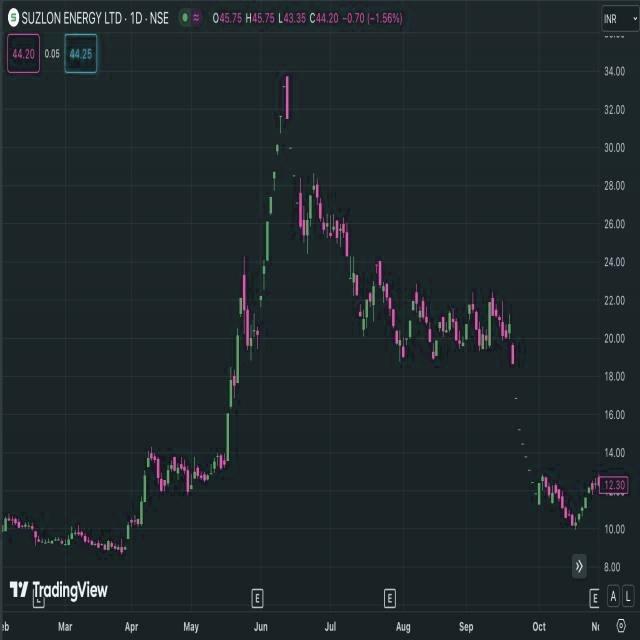 SUZLON ENERGY LTD · 1D · NSE O45.75 H45.75 L43.35 C44.20 −0.70 (−1.56%) INR
44.20 0.05 44.25
34.00
32.00
30.00
28.00
26.00
24.00
22.00
20.00
18.00
16.00
14.00
12.30
10.00
8.00
TradingView
E E E A L
Mar Apr May Jun Jul Aug Sep Oct